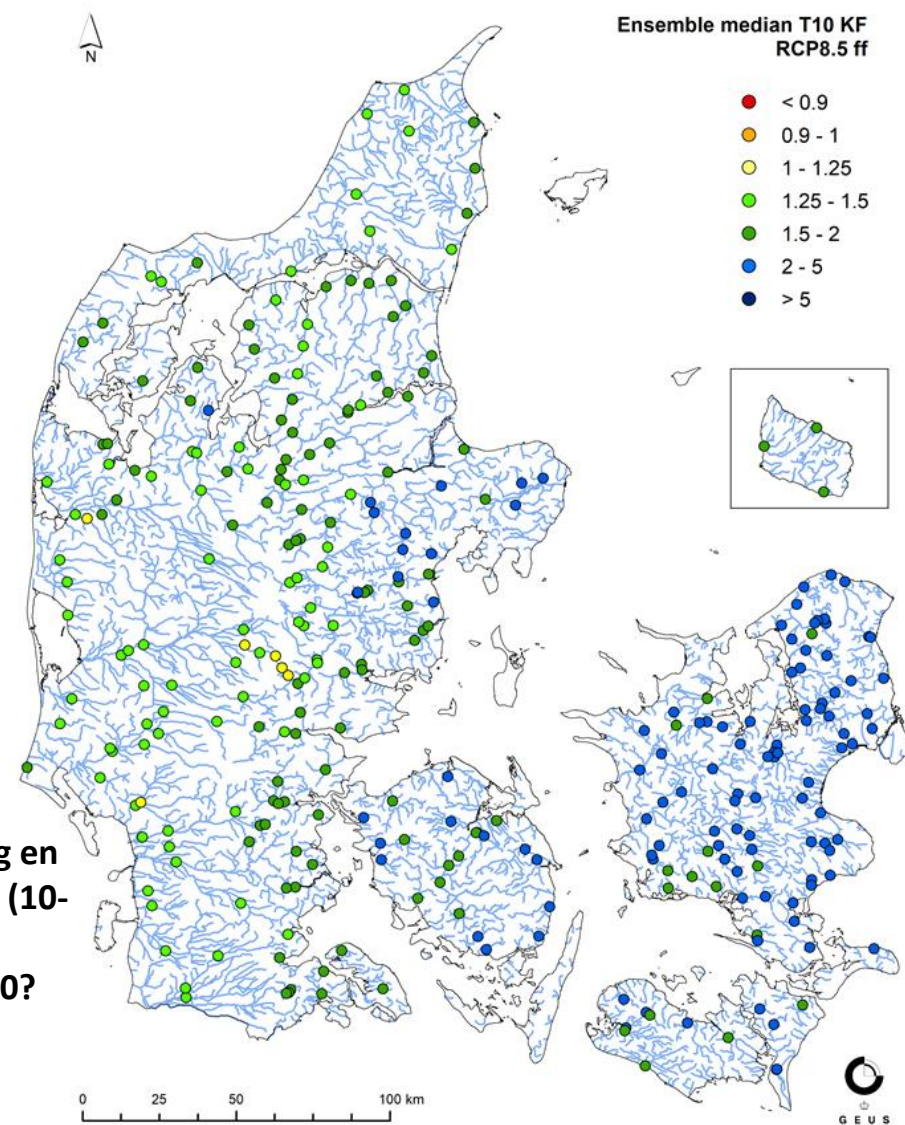 Ensemble median T10 KF
RCP8.5 ff
N
< 0.9
0.9 - 1
1 - 1.25
1.25 - 1.5
1.5 - 2
2 - 5
> 5
g en
(10-
0?
0 25 50 100 km
G E U S